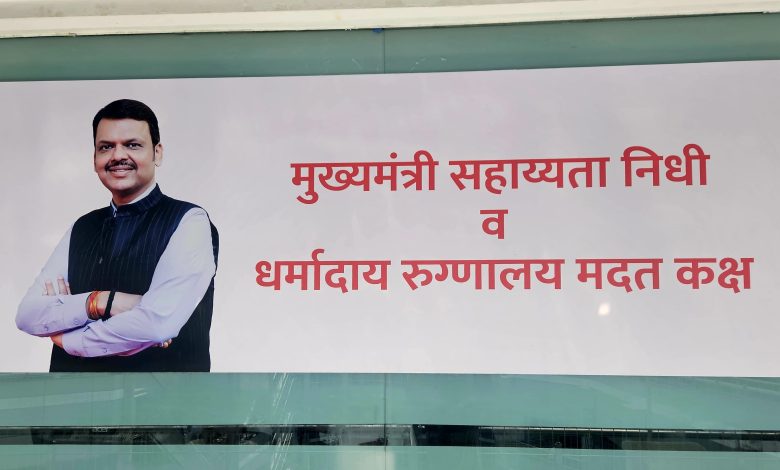 मुख्यमंत्री सहाय्यता निधी
व
धर्मादाय रुग्णालय मदत कक्ष